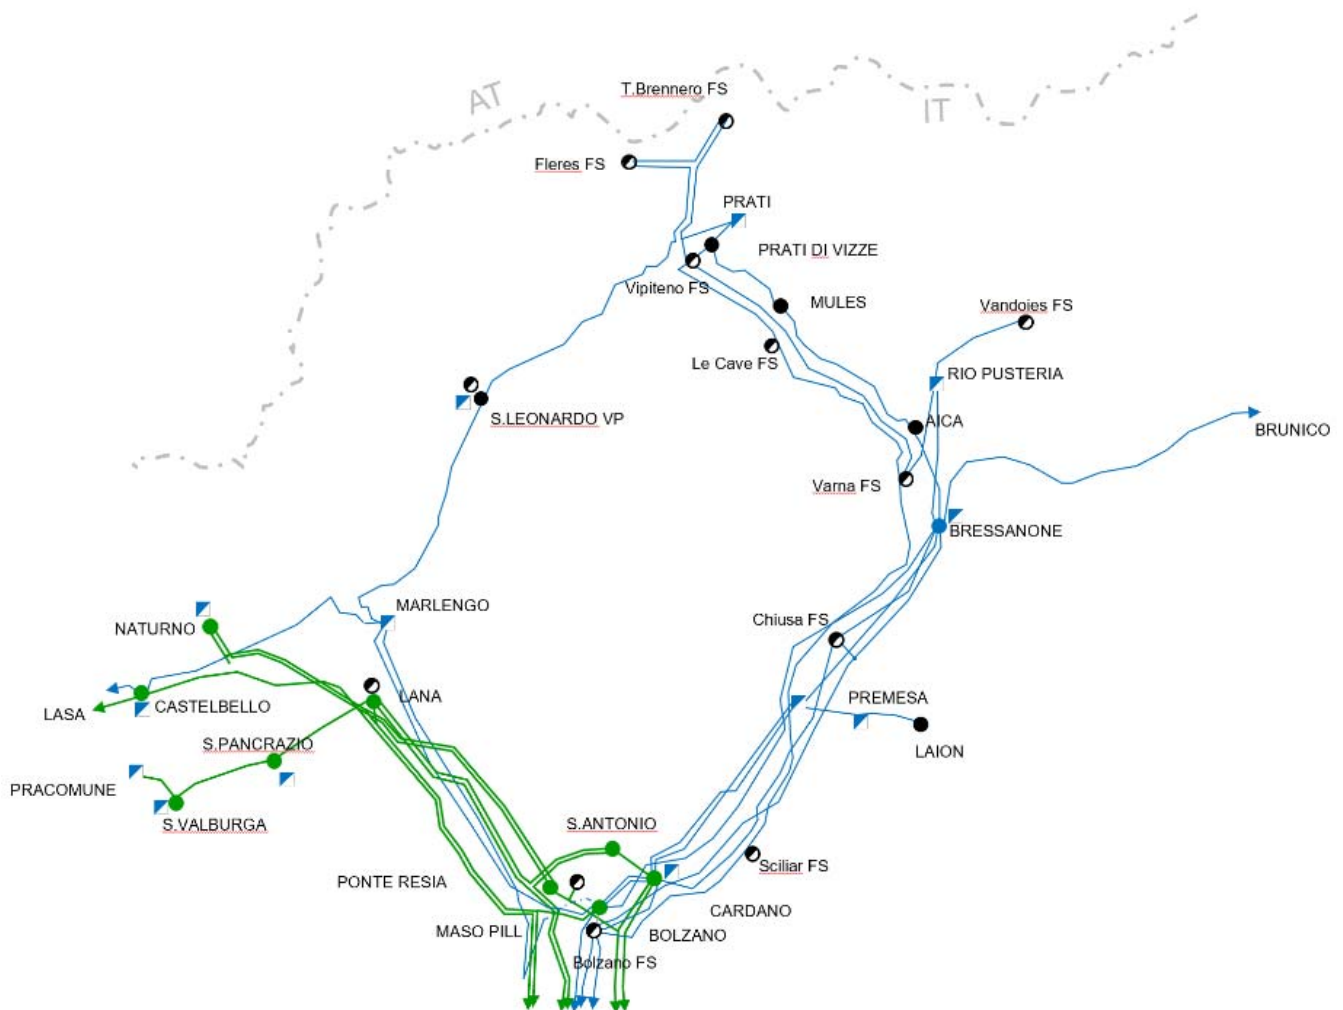 AT
IT
T.Brennero FS
Fleres FS
PRATI
PRATI DI VIZZE
Vipiteno FS
MULES
Vandoies FS
Le Cave FS
RIO PUSTERIA
S.LEONARDO VP
AICA
BRUNICO
Varna FS
BRESSANONE
MARLENGO
Chiusa FS
NATURNO
LANA
PREMESA
CASTELBELLO
LASA
S.PANCRAZIO
LAION
PRACOMUNE
S.VALBURGA
S.ANTONIO
Sciliar FS
PONTE RESIA
CARDANO
MASO PILL
BOLZANO
Bolzano FS